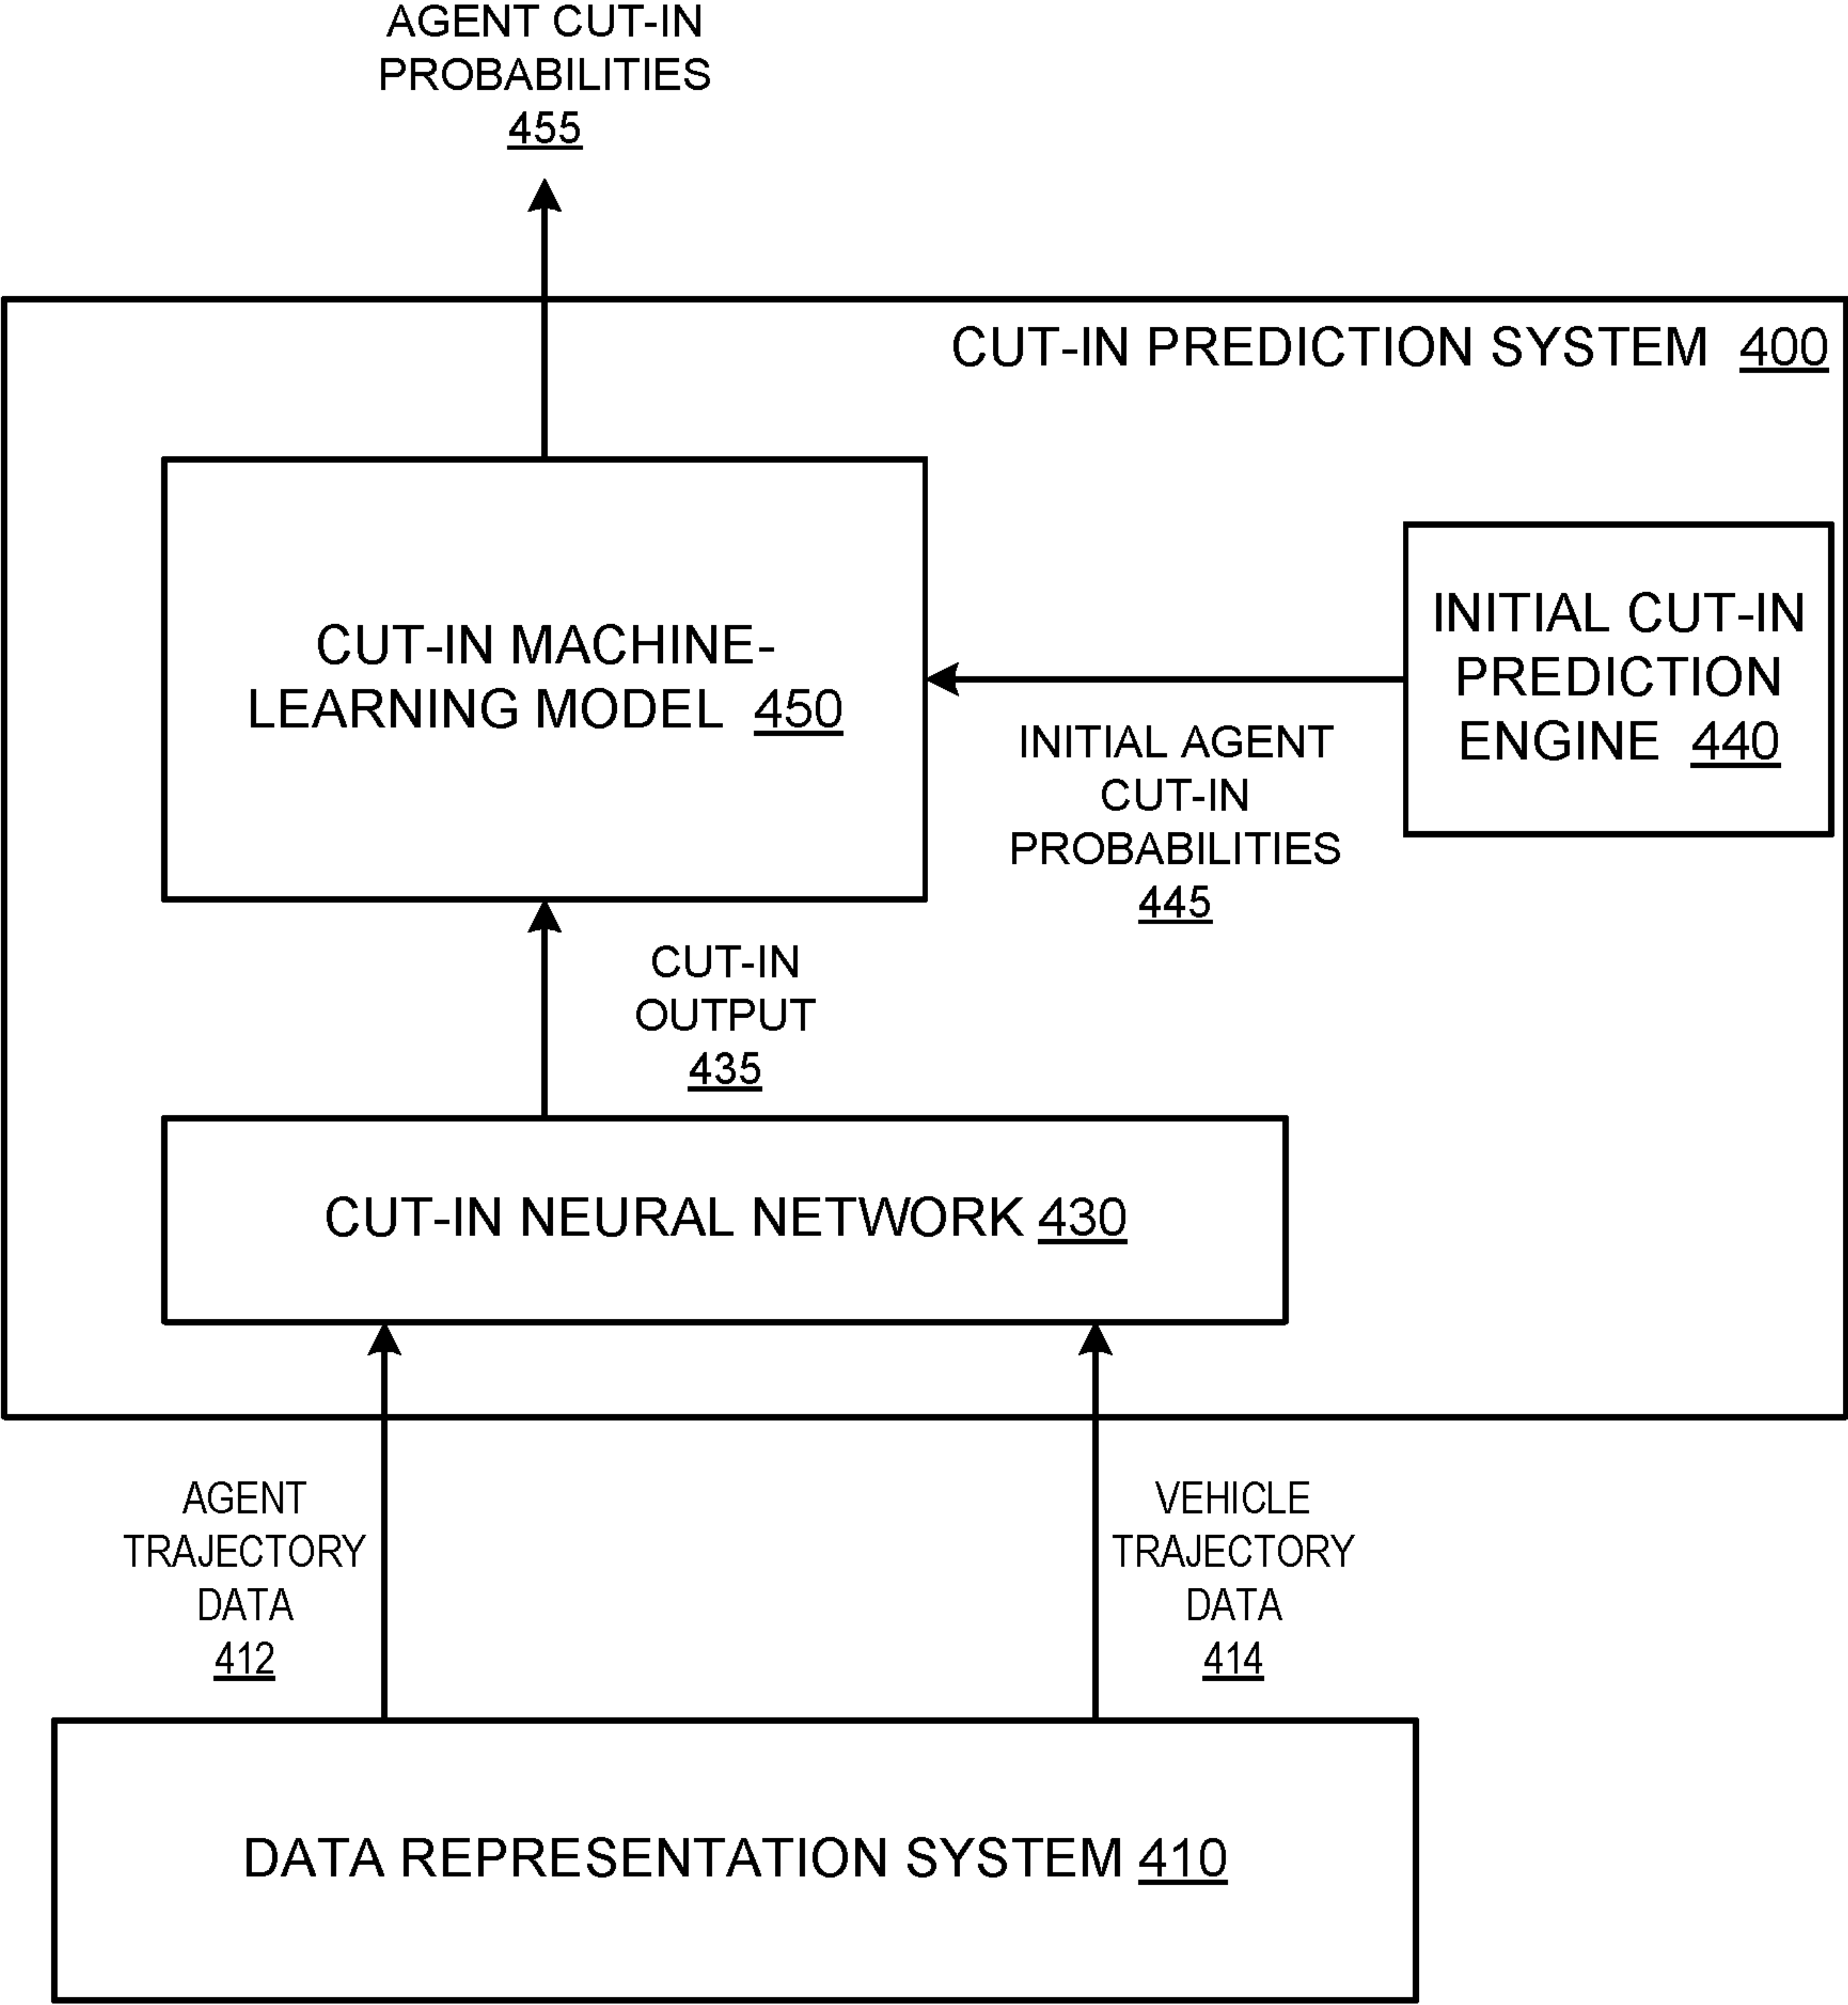 AGENT CUT-IN
PROBABILITIES
455
CUT-IN PREDICTION SYSTEM 400
CUT-IN MACHINE-
LEARNING MODEL 450
INITIAL CUT-IN
PREDICTION
ENGINE 440
INITIAL AGENT
CUT-IN
PROBABILITIES
445
CUT-IN
OUTPUT
435
CUT-IN NEURAL NETWORK 430
AGENT
TRAJECTORY
DATA
412
VEHICLE
TRAJECTORY
DATA
414
DATA REPRESENTATION SYSTEM 410